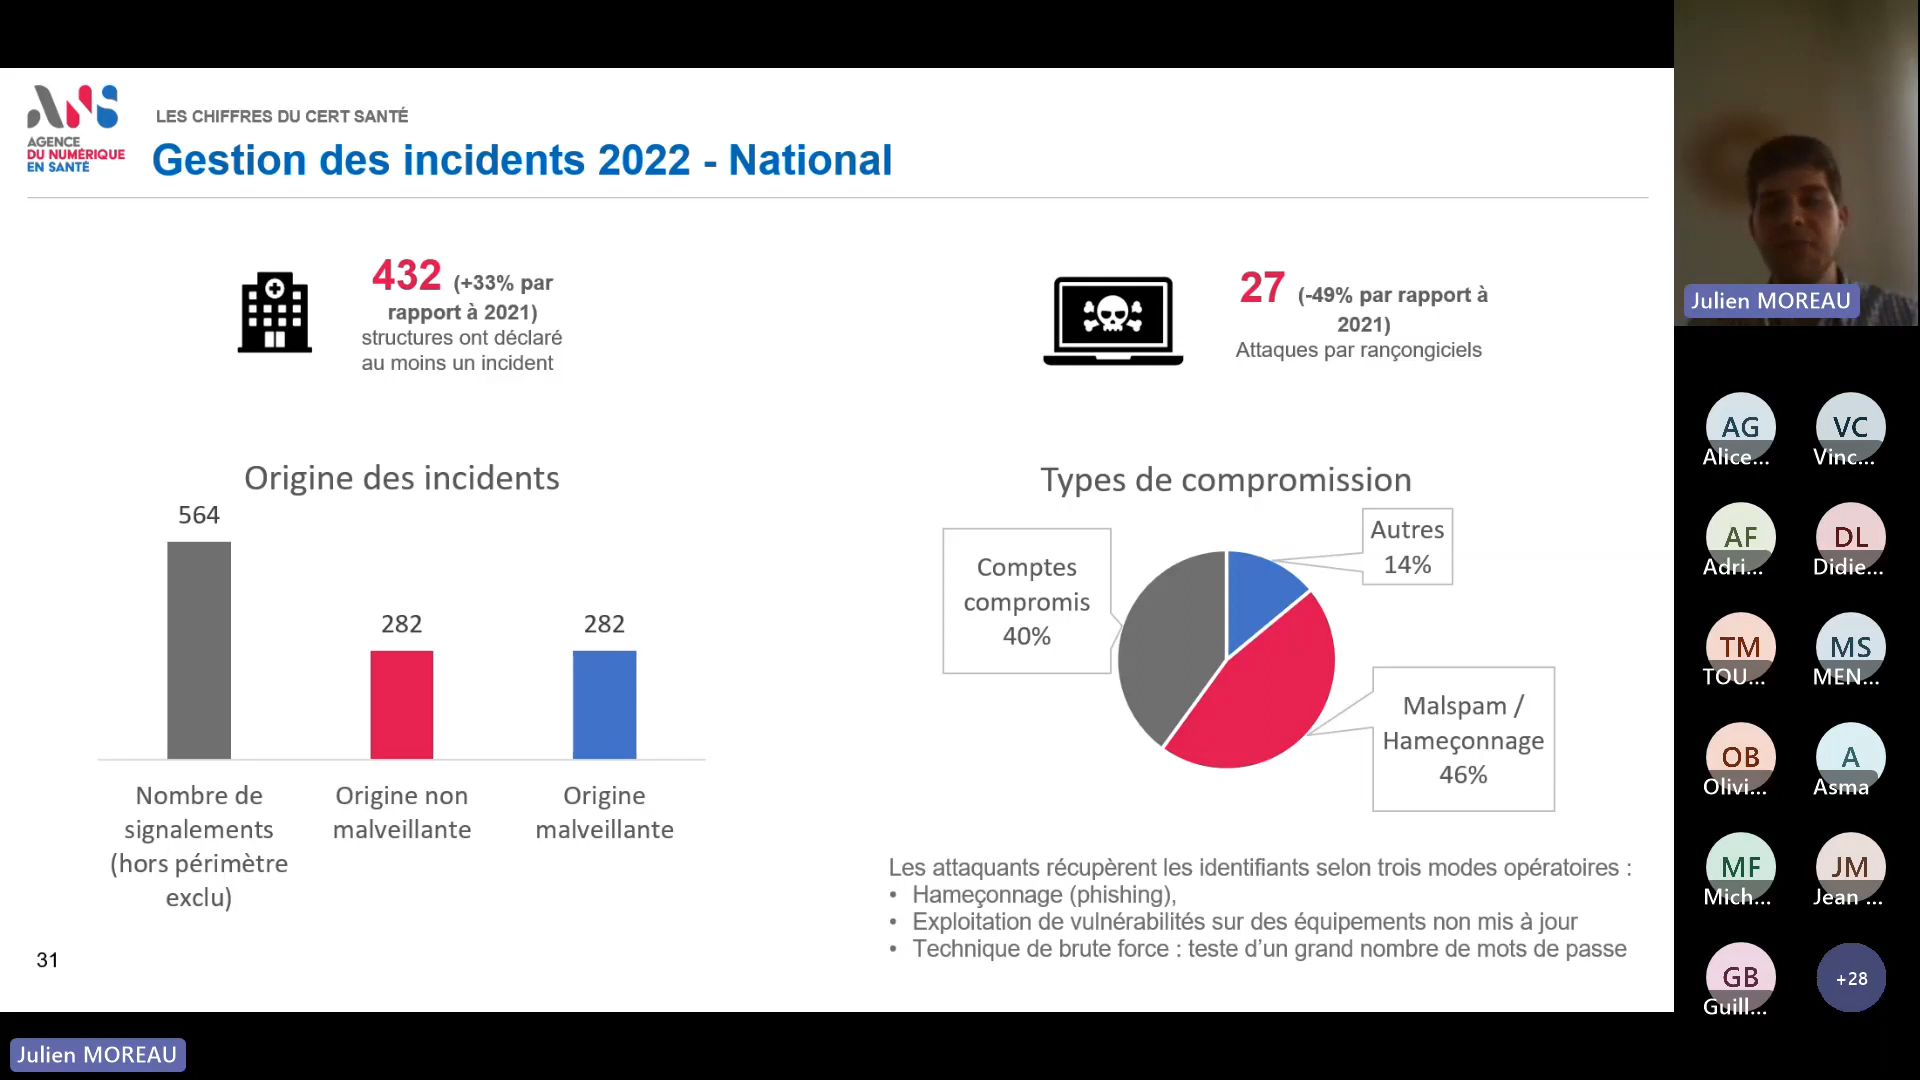 ANS
AGENCE
DU NUMÉRIQUE
EN SANTÉ
LES CHIFFRES DU CERT SANTÉ
Gestion des incidents 2022 - National
432 (+33% par
rapport à 2021)
structures ont déclaré
au moins un incident
27 (-49% par rapport à
2021)
Attaques par rançongiciels
Origine des incidents
564
282
282
Nombre de
signalements
(hors périmètre
exclu)
Origine non
malveillante
Origine
malveillante
Types de compromission
Autres
14%
Comptes
compromis
40%
Malspam /
Hameçonnage
46%
Les attaquants récupèrent les identifiants selon trois modes opératoires :
• Hameçonnage (phishing),
• Exploitation de vulnérabilités sur des équipements non mis à jour
• Technique de brute force : teste d’un grand nombre de mots de passe
31
Julien MOREAU
AG
Alice...
VC
Vinc...
AF
Adri...
DL
Didie...
TM
TOU...
MS
MEN...
OB
Olivi...
A
Asma
MF
Mich...
JM
Jean ...
GB
Guill...
+28
Julien MOREAU